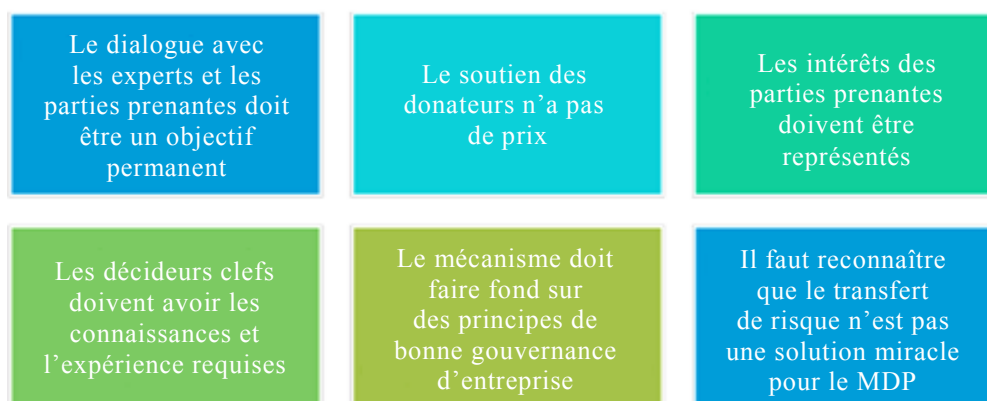 Le dialogue avec
les experts et les
parties prenantes doit
être un objectif
permanent
Le soutien des
donateurs n’a pas
de prix
Les intérêts des
parties prenantes
doivent être
représentés
Les décideurs clefs
doivent avoir les
connaissances et
l’expérience requises
Le mécanisme doit
faire fond sur
des principes de
bonne gouvernance
d’entreprise
Il faut reconnaître
que le transfert
de risque n’est pas
une solution miracle
pour le MDP